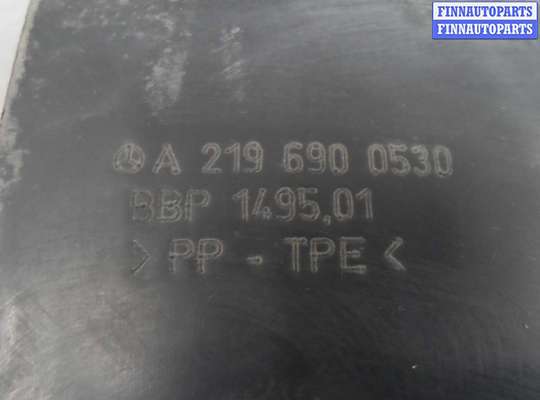 FINNAUTOPARTS
FINNAUTOPARTS
A 219 690 0530
BBP 1495,01
> PP - TPE <